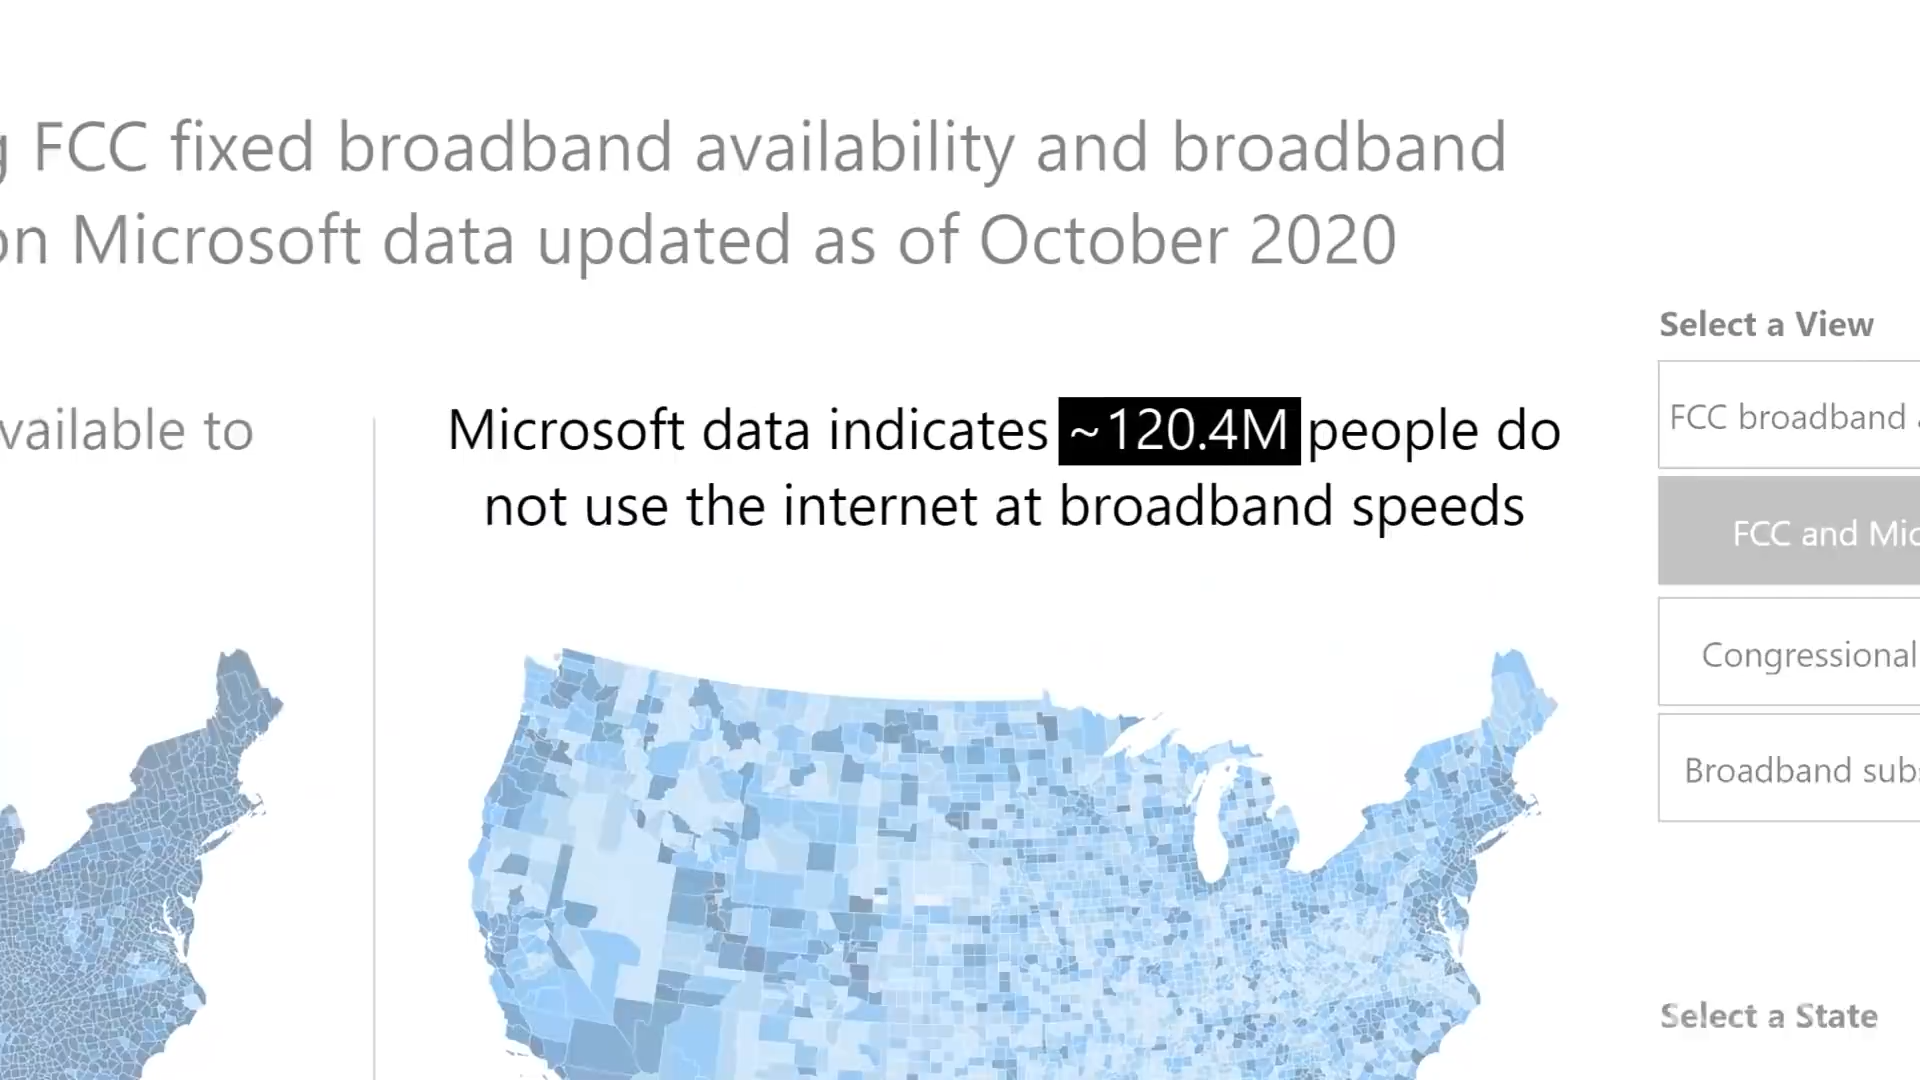 FCC fixed broadband availability and broadband
on Microsoft data updated as of October 2020
vailable to
Microsoft data indicates ~120.4M people do
not use the internet at broadband speeds
Select a View
FCC broadband
FCC and Mic
Congressional
Broadband sub
Select a State